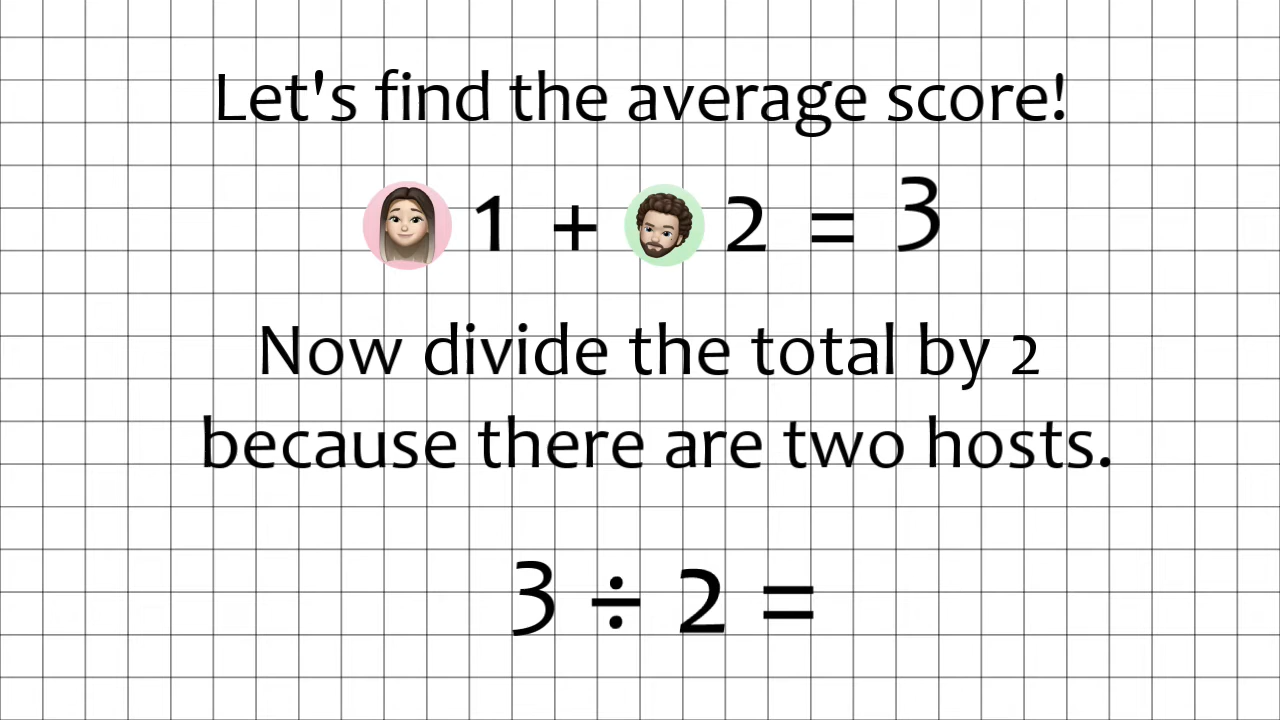 Let's find the average score!
1 + 2 = 3
Now divide the total by 2
because there are two hosts.
3 ÷ 2 =